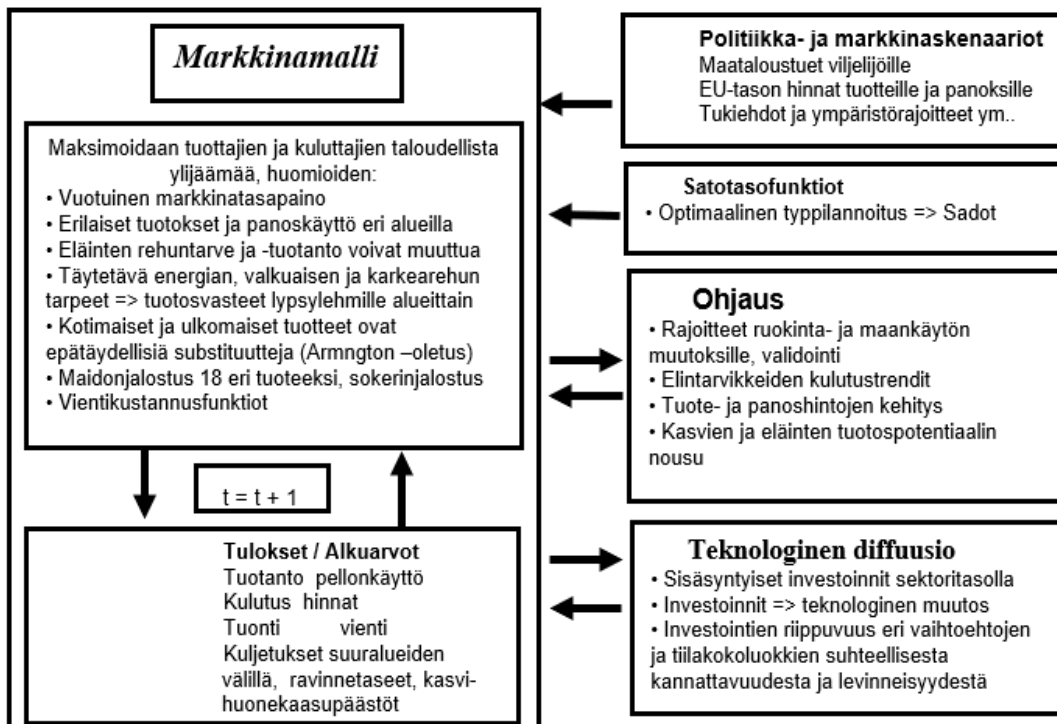 Markkinamalli
Maksimoidaan tuottajien ja kuluttajien taloudellista
ylijäämää, huomioiden:
• Vuotuinen markkinatasapaino
• Erilaiset tuotokset ja panoskäyttö eri alueilla
• Eläinten rehuntarve ja -tuotanto voivat muuttua
• Täytetävä energian, valkuaisen ja karkearehun
tarpeet => tuotosvasteet lypsylehmille alueittain
• Kotimaiset ja ulkomaiset tuotteet ovat
epätäydellisiä substituutteja (Armngton –oletus)
• Maidonjalostus 18 eri tuoteeksi, sokerinjalostus
• Vientikustannusfunktiot
t = t + 1
Tulokset / Alkuarvot
Tuotanto pellonkäyttö
Kulutus hinnat
Tuonti vienti
Kuljetukset suuralueiden
välillä, ravinnetaseet, kasvi-
huonekaasupäästöt
Politiikka- ja markkinaskenaariot
Maataloustuet viljelijöille
EU-tason hinnat tuotteille ja panoksille
Tukiehdot ja ympäristörajoitteet ym..
Satotasofunktiot
• Optimaalinen typpilannoitus => Sadot
Ohjaus
• Rajoitteet ruokinta- ja maankäytön
muutoksille, validointi
• Elintarvikkeiden kulutustrendit
• Tuote- ja panoshintojen kehitys
• Kasvien ja eläinten tuotospotentiaalin
nousu
Teknologinen diffuusio
• Sisäsyntyiset investoinnit sektoritasolla
• Investoinnit => teknologinen muutos
• Investointien riippuvuus eri vaihtoehtojen
ja tiilakokoluokkien suhteellisesta
kannattavuudesta ja levinneisyydestä